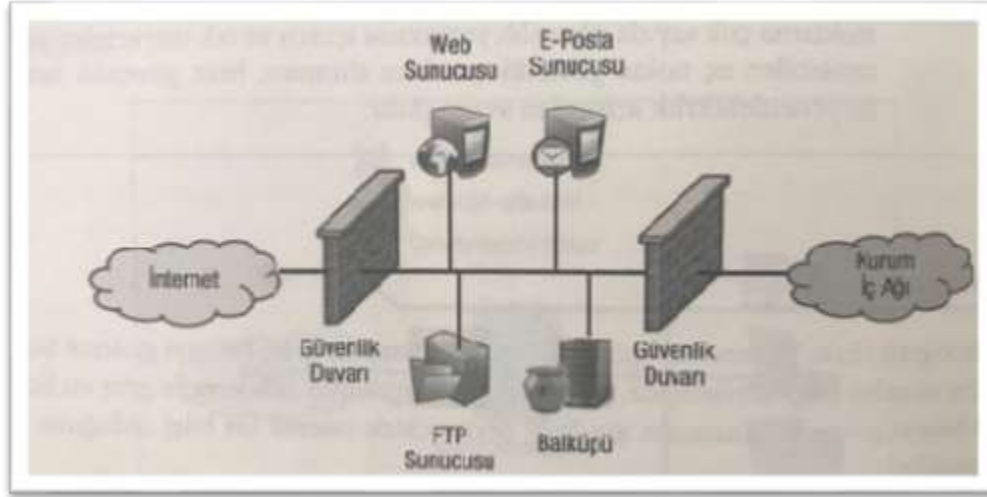 Web
Sunucusu
E-Posta
Sunucusu
İnternet
Kurum
İç Ağı
Güvenlik
Duvarı
Güvenlik
Duvarı
FTP
Sunucusu
Balküpü